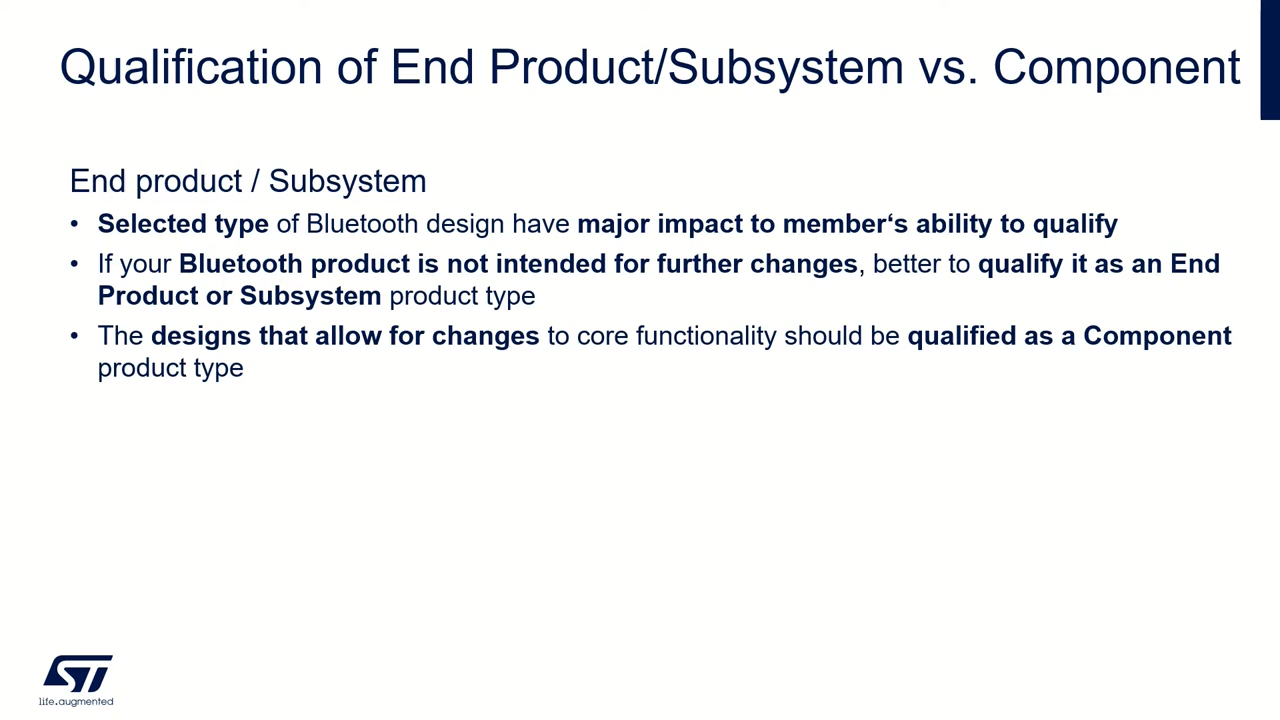 Qualification of End Product/Subsystem vs. Component
End product / Subsystem
• Selected type of Bluetooth design have major impact to member‘s ability to qualify
• If your Bluetooth product is not intended for further changes, better to qualify it as an End
Product or Subsystem product type
• The designs that allow for changes to core functionality should be qualified as a Component
product type
ST
life.augmented